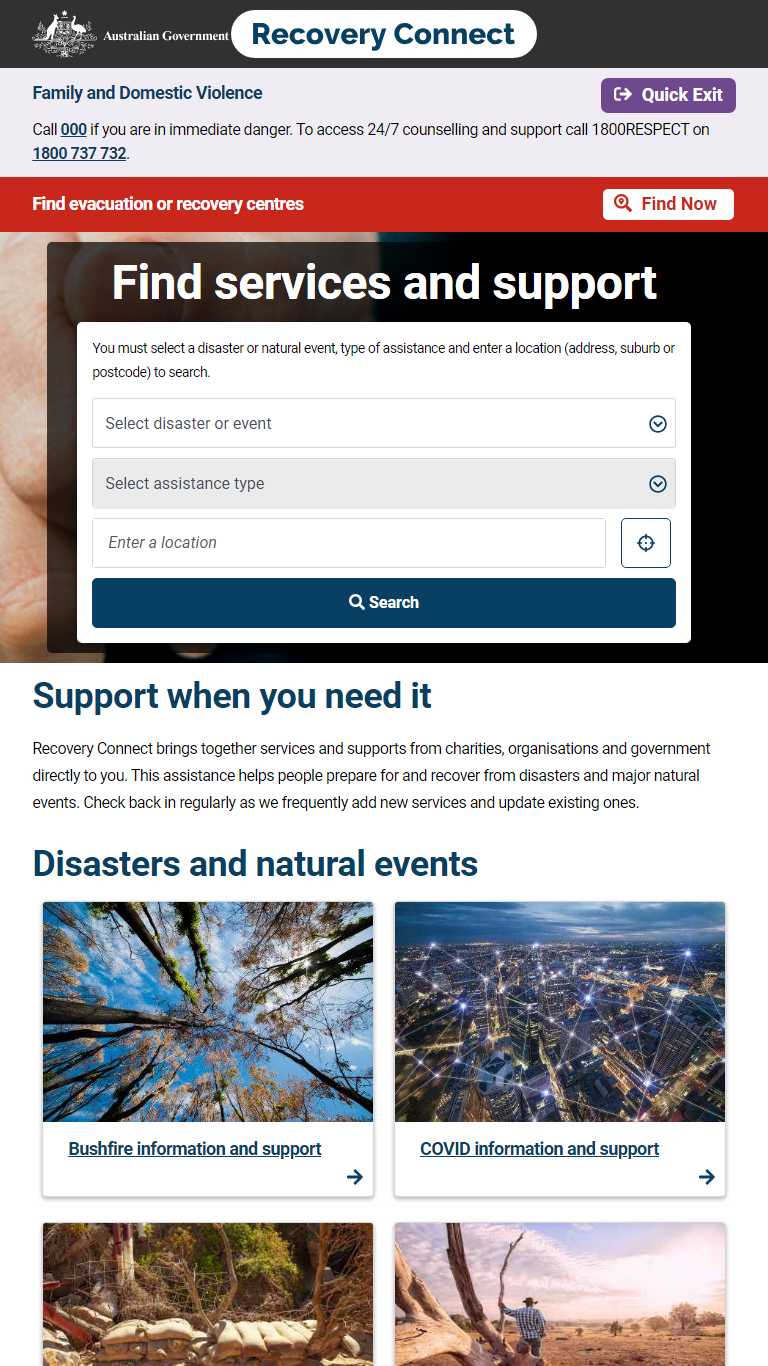 Australian Government
Recovery Connect
Family and Domestic Violence
Quick Exit
Call 000 if you are in immediate danger. To access 24/7 counselling and support call 1800RESPECT on
1800 737 732.
Find evacuation or recovery centres
Find Now
Find services and support
You must select a disaster or natural event, type of assistance and enter a location (address, suburb or
postcode) to search.
Select disaster or event
Select assistance type
Enter a location
Search
Support when you need it
Recovery Connect brings together services and supports from charities, organisations and government
directly to you. This assistance helps people prepare for and recover from disasters and major natural
events. Check back in regularly as we frequently add new services and update existing ones.
Disasters and natural events
Bushfire information and support
COVID information and support